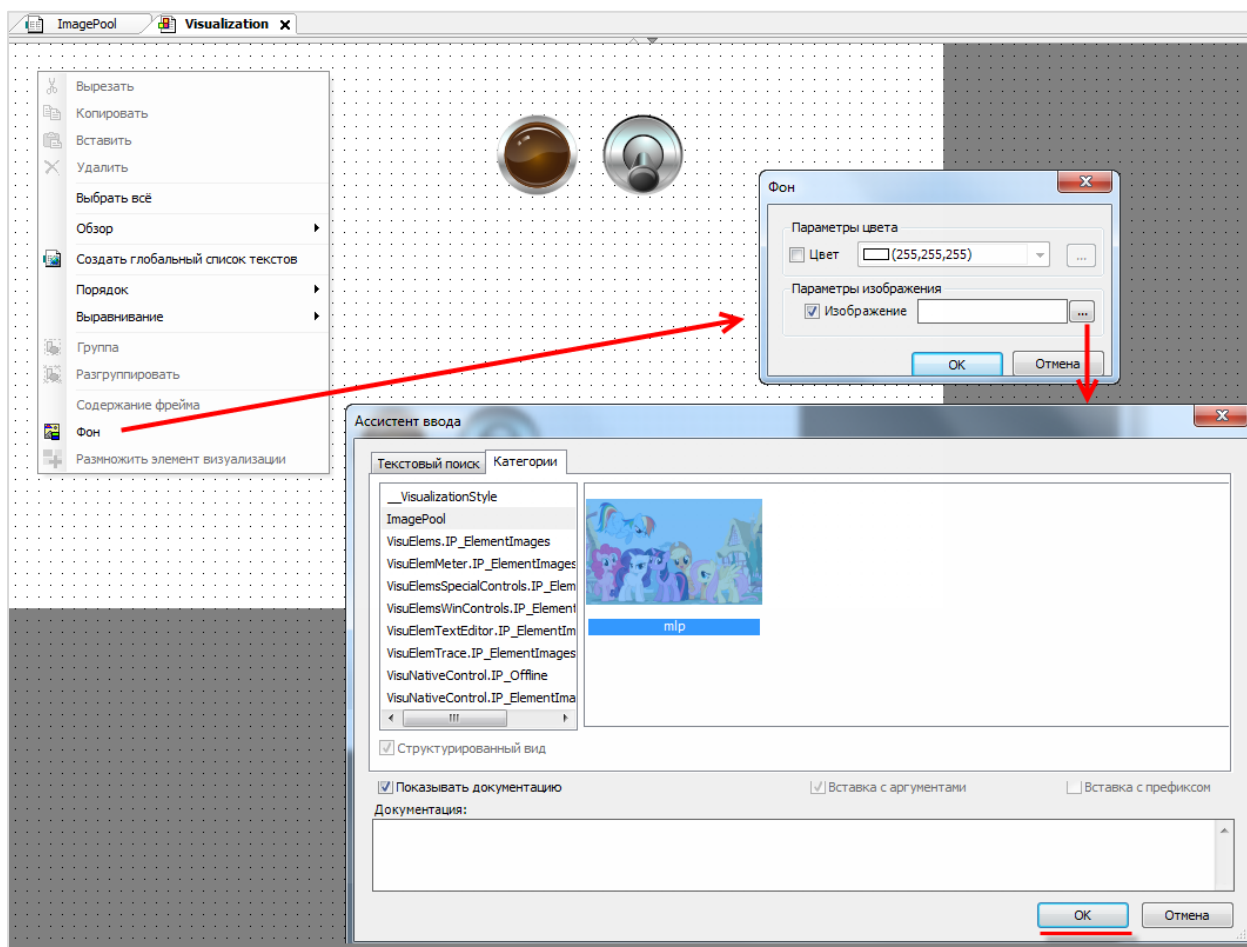 ImagePool
Visualization
Вырезать
Копировать
Вставить
Удалить
Выбрать всё
Обзор
Создать глобальный список текстов
Порядок
Выравнивание
Группа
Разгруппировать
Содержание фрейма
Фон
Размножить элемент визуализации
Фон
Параметры цвета
Цвет (255,255,255) ...
Параметры изображения
Изображение ...
OK Отмена
Ассистент ввода
Текстовый поиск Категории
__VisualizationStyle
ImagePool
VisuElems.IP_ElementImages
VisuElemMeter.IP_ElementImages
VisuElemsSpecialControls.IP_Elem
VisuElemsWinControls.IP_Element
VisuElemTextEditor.IP_ElementIm
VisuElemTrace.IP_ElementImages
VisuNativeControl.IP_Offline
VisuNativeControl.IP_ElementIma
mlp
Структурированный вид
Показывать документацию Вставка с аргументами Вставка с префиксом
Документация:
OK Отмена